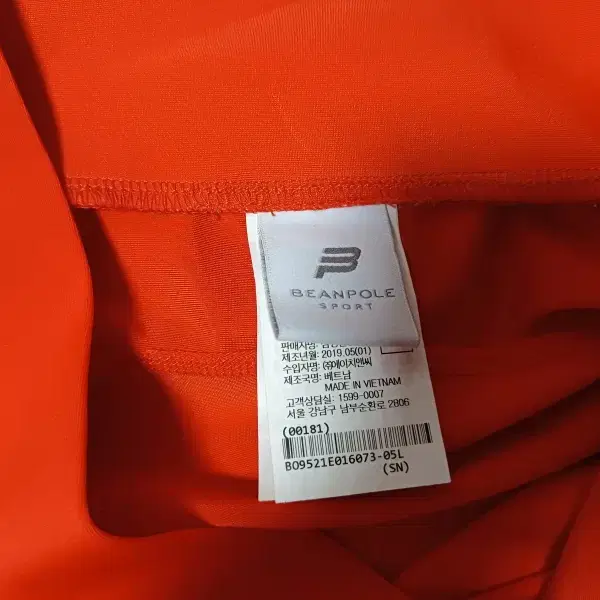 BEANPOLE
SPORT
판매자명:
제조년월: 2019.05(01)
수입자명: (주)에이치앤씨
제조국명: 베트남
MADE IN VIETNAM
고객상담실: 1599-0007
서울 강남구 남부순환로 2806
(00181)
BO9521E016073-05L
(SN)